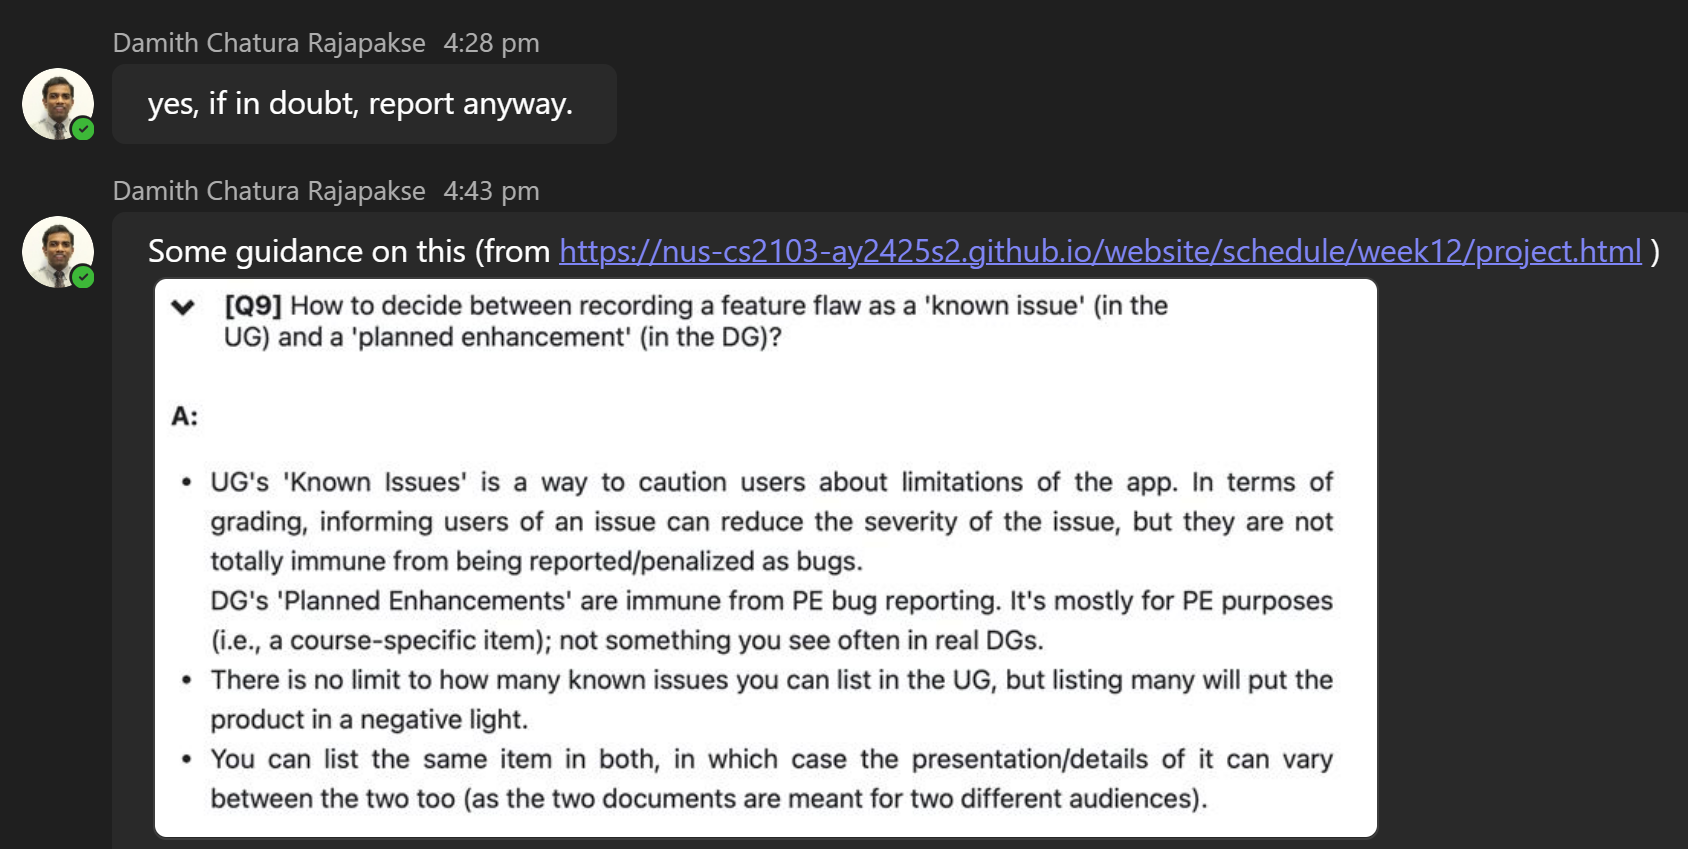 Damith Chatura Rajapakse 4:28 pm
yes, if in doubt, report anyway.
Damith Chatura Rajapakse 4:43 pm
Some guidance on this (from https://nus-cs2103-ay2425s2.github.io/website/schedule/week12/project.html )
[Q9] How to decide between recording a feature flaw as a 'known issue' (in the
UG) and a 'planned enhancement' (in the DG)?
A:
• UG's 'Known Issues' is a way to caution users about limitations of the app. In terms of
grading, informing users of an issue can reduce the severity of the issue, but they are not
totally immune from being reported/penalized as bugs.
DG's 'Planned Enhancements' are immune from PE bug reporting. It's mostly for PE purposes
(i.e., a course-specific item); not something you see often in real DGs.
• There is no limit to how many known issues you can list in the UG, but listing many will put the
product in a negative light.
• You can list the same item in both, in which case the presentation/details of it can vary
between the two too (as the two documents are meant for two different audiences).